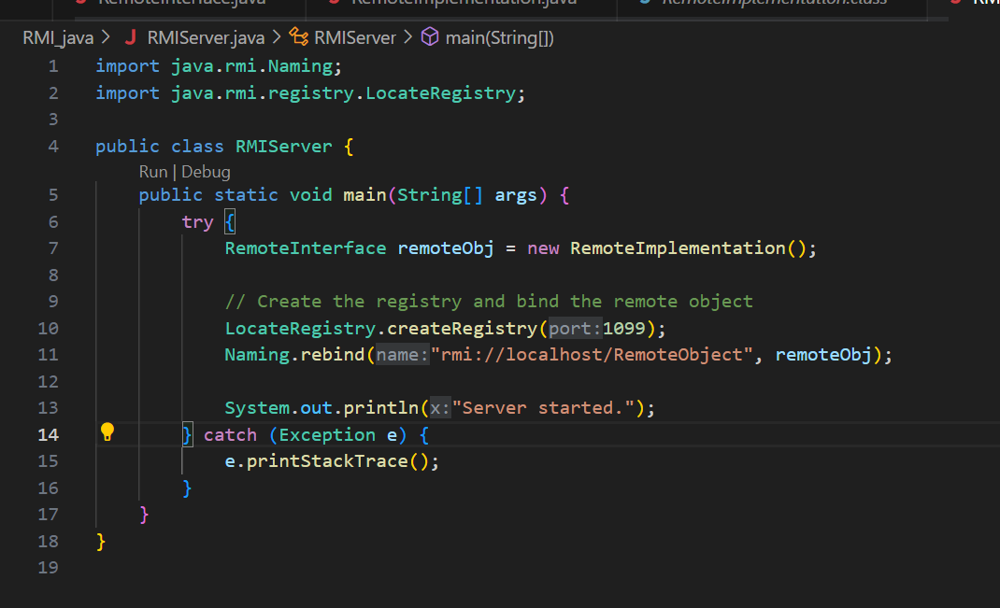 RemoteInterface.java RemoteImplementation.java RemoteImplementation.class
RMI_java > RMIServer.java > RMIServer > main(String[])
1 import java.rmi.Naming;
2 import java.rmi.registry.LocateRegistry;
3
4 public class RMIServer {
Run | Debug
5 public static void main(String[] args) {
6 try {
7 RemoteInterface remoteObj = new RemoteImplementation();
8
9 // Create the registry and bind the remote object
10 LocateRegistry.createRegistry(port:1099);
11 Naming.rebind(name:"rmi://localhost/RemoteObject", remoteObj);
12
13 System.out.println(x:"Server started.");
14 } catch (Exception e) {
15 e.printStackTrace();
16 }
17 }
18 }
19